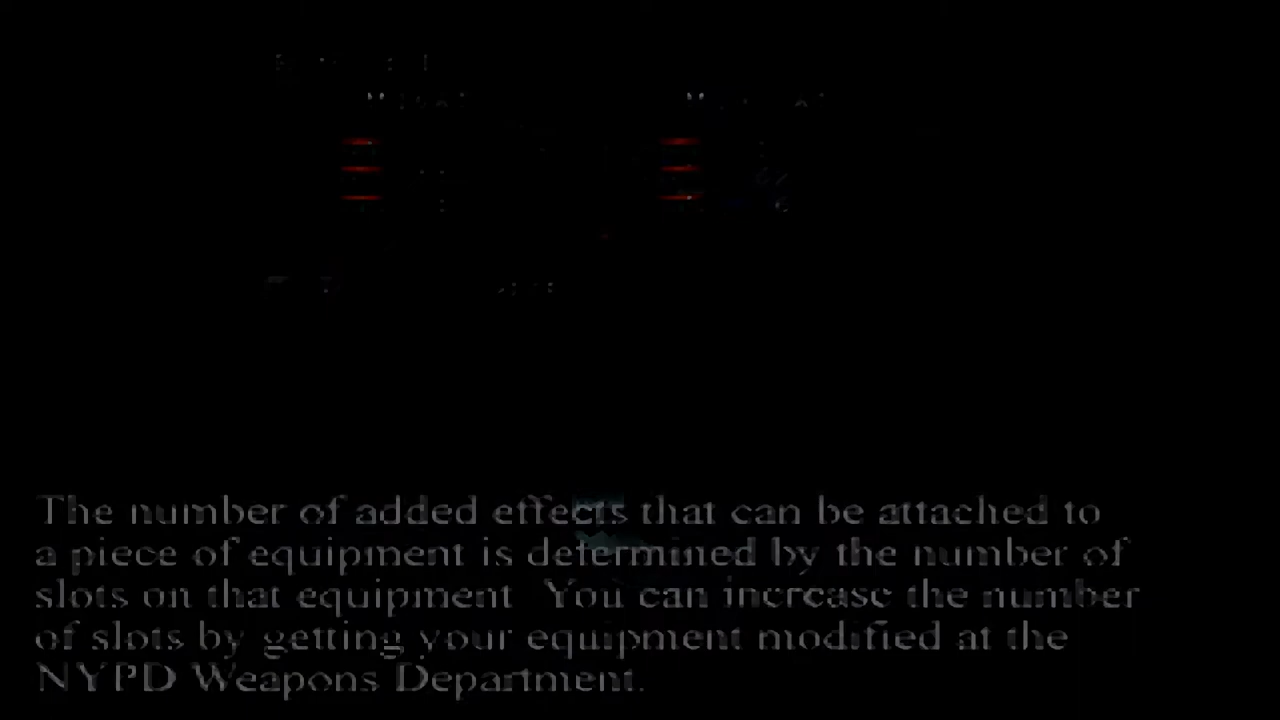 The number of added effects that can be attached to
a piece of equipment is determined by the number of
slots on that equipment. You can increase the number
of slots by getting your equipment modified at the
NYPD Weapons Department.